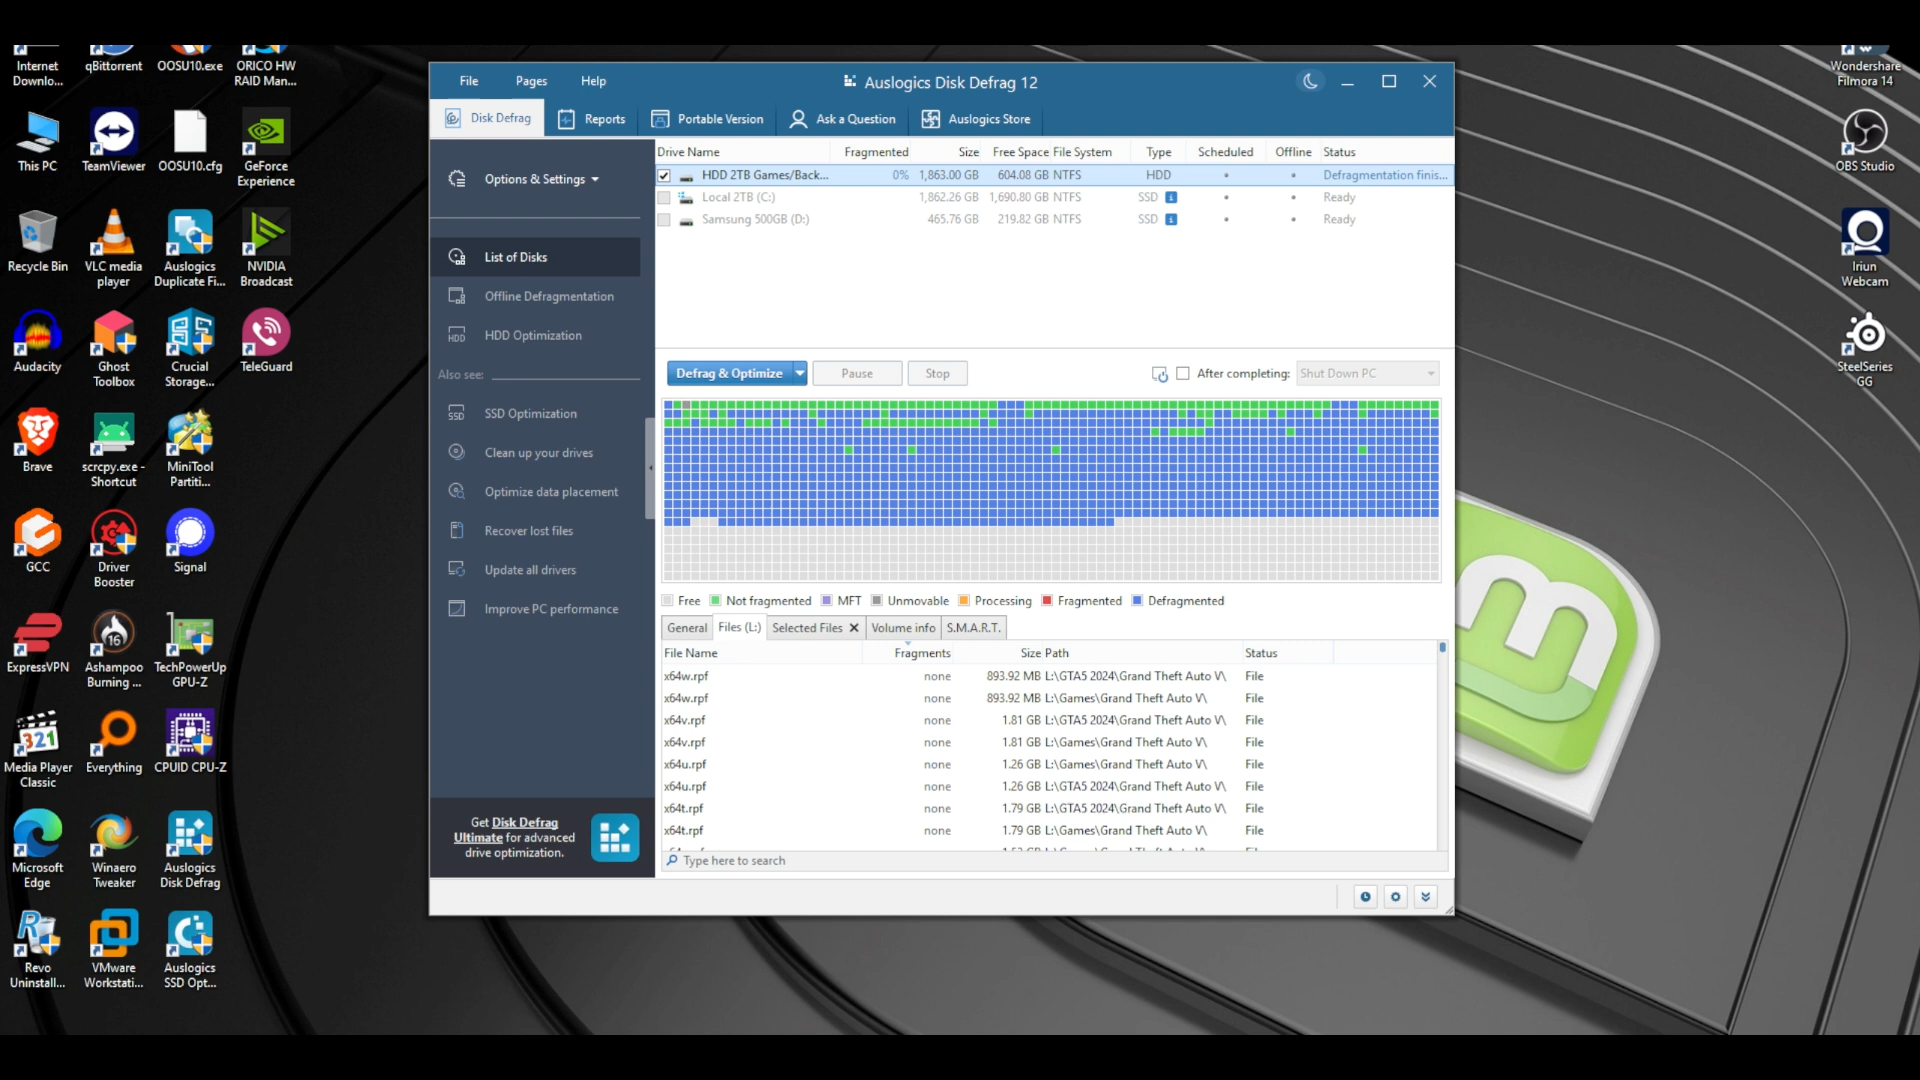 Internet
Downlo...
qBittorrent
OOSU10.exe
ORICO HW
RAID Man...
This PC
TeamViewer
OOSU10.cfg
GeForce
Experience
Recycle Bin
VLC media
player
Auslogics
Duplicate Fi...
NVIDIA
Broadcast
Audacity
Ghost
Toolbox
Crucial
Storage...
TeleGuard
Brave
scrcpy.exe -
Shortcut
MiniTool
Partiti...
GCC
Driver
Booster
Signal
ExpressVPN
16
Ashampoo
Burning ...
TechPowerUp
GPU-Z
321
Media Player
Classic
Everything
CPUID CPU-Z
Microsoft
Edge
Winaero
Tweaker
Auslogics
Disk Defrag
Revo
Uninstall...
VMware
Workstati...
Auslogics
SSD Opt...
File Pages Help
Auslogics Disk Defrag 12
Disk Defrag Reports Portable Version Ask a Question Auslogics Store
Options & Settings
List of Disks
Offline Defragmentation
HDD HDD Optimization
Also see:
SSD SSD Optimization
Clean up your drives
Optimize data placement
Recover lost files
Update all drivers
Improve PC performance
Get Disk Defrag
Ultimate for advanced
drive optimization.
Drive Name Fragmented Size Free Space File System Type Scheduled Offline Status
HDD 2TB Games/Back... 0% 1,863.00 GB 604.08 GB NTFS HDD • • Defragmentation finis...
Local 2TB (C:) 1,862.26 GB 1,690.80 GB NTFS SSD i • • Ready
Samsung 500GB (D:) 465.76 GB 219.82 GB NTFS SSD i • • Ready
Defrag & Optimize Pause Stop After completing: Shut Down PC
Free Not fragmented MFT Unmovable Processing Fragmented Defragmented
General Files (L:) Selected Files Volume info S.M.A.R.T.
File Name Fragments Size Path Status
x64w.rpf none 893.92 MB L:\GTA5 2024\Grand Theft Auto V\ File
x64w.rpf none 893.92 MB L:\Games\Grand Theft Auto V\ File
x64v.rpf none 1.81 GB L:\GTA5 2024\Grand Theft Auto V\ File
x64v.rpf none 1.81 GB L:\Games\Grand Theft Auto V\ File
x64u.rpf none 1.26 GB L:\GTA5 2024\Grand Theft Auto V\ File
x64u.rpf none 1.26 GB L:\Games\Grand Theft Auto V\ File
x64t.rpf none 1.79 GB L:\GTA5 2024\Grand Theft Auto V\ File
x64t.rpf none 1.79 GB L:\Games\Grand Theft Auto V\ File
Type here to search
Wondershare
Filmora 14
OBS Studio
Iriun
Webcam
SteelSeries
GG